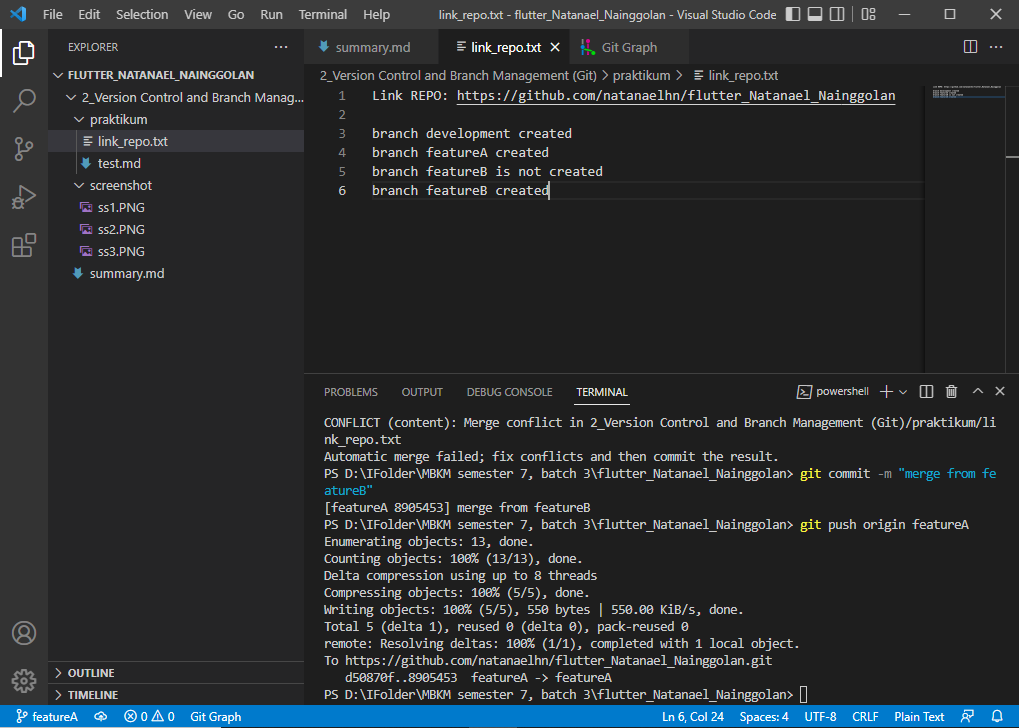 File Edit Selection View Go Run Terminal Help link_repo.txt - flutter_Natanael_Nainggolan - Visual Studio Code
EXPLORER
FLUTTER_NATANAEL_NAINGGOLAN
2_Version Control and Branch Manag...
praktikum
link_repo.txt
test.md
screenshot
ss1.PNG
ss2.PNG
ss3.PNG
summary.md
OUTLINE
TIMELINE
summary.md link_repo.txt Git Graph
2_Version Control and Branch Management (Git) > praktikum > link_repo.txt
1 Link REPO: https://github.com/natanaelhn/flutter_Natanael_Nainggolan
2
3 branch development created
4 branch featureA created
5 branch featureB is not created
6 branch featureB created
PROBLEMS OUTPUT DEBUG CONSOLE TERMINAL powershell
CONFLICT (content): Merge conflict in 2_Version Control and Branch Management (Git)/praktikum/li
nk_repo.txt
Automatic merge failed; fix conflicts and then commit the result.
PS D:\IFolder\MBKM semester 7, batch 3\flutter_Natanael_Nainggolan> git commit -m "merge from fe
atureB"
[featureA 8905453] merge from featureB
PS D:\IFolder\MBKM semester 7, batch 3\flutter_Natanael_Nainggolan> git push origin featureA
Enumerating objects: 13, done.
Counting objects: 100% (13/13), done.
Delta compression using up to 8 threads
Compressing objects: 100% (5/5), done.
Writing objects: 100% (5/5), 550 bytes | 550.00 KiB/s, done.
Total 5 (delta 1), reused 0 (delta 0), pack-reused 0
remote: Resolving deltas: 100% (1/1), completed with 1 local object.
To https://github.com/natanaelhn/flutter_Natanael_Nainggolan.git
d50870f..8905453 featureA -> featureA
PS D:\IFolder\MBKM semester 7, batch 3\flutter_Natanael_Nainggolan>
featureA 0 0 Git Graph Ln 6, Col 24 Spaces: 4 UTF-8 CRLF Plain Text